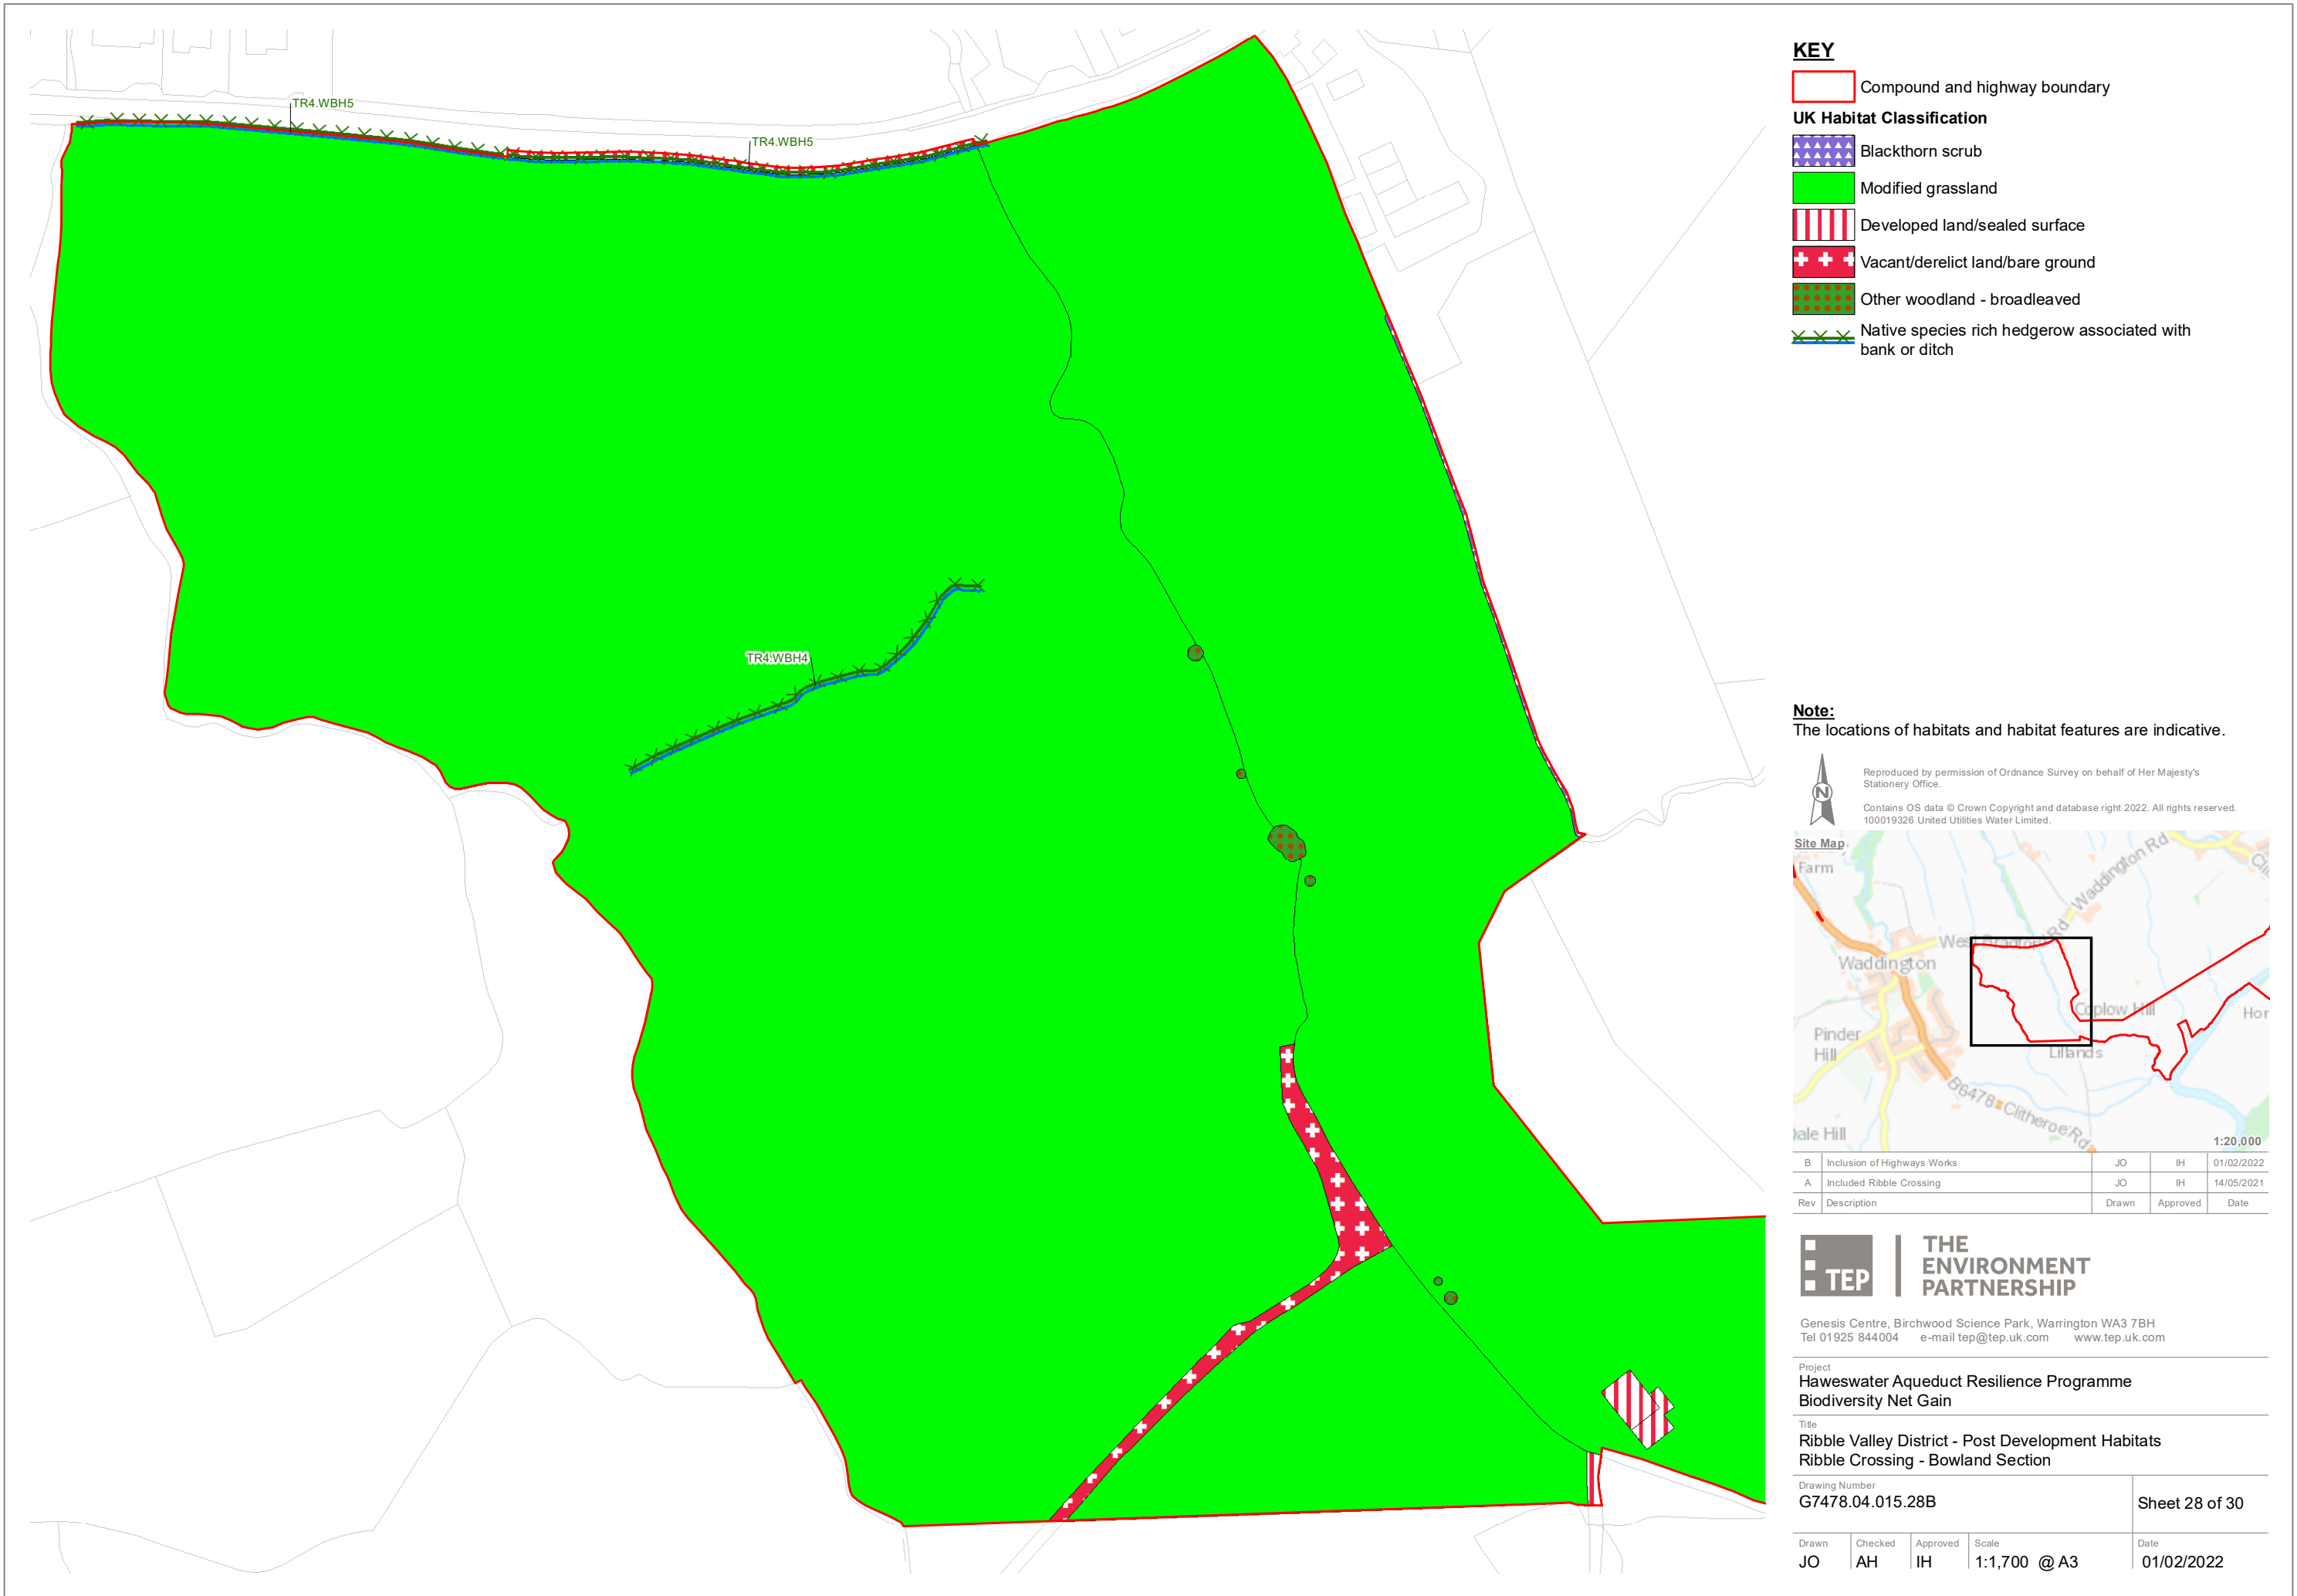 TR4.WBH5
TR4.WBH5
TR4.WBH4
KEY
Compound and highway boundary
UK Habitat Classification
Blackthorn scrub
Modified grassland
Developed land/sealed surface
Vacant/derelict land/bare ground
Other woodland - broadleaved
Native species rich hedgerow associated with
bank or ditch
Note:
The locations of habitats and habitat features are indicative.
N
Reproduced by permission of Ordnance Survey on behalf of Her Majesty's
Stationery Office.
Contains OS data © Crown Copyright and database right 2022. All rights reserved.
100019326 United Utilities Water Limited.
Site Map
Farm
Waddington Rd
West Bradford Rd
Waddington
Coplow Hill
Hor
Pinder
Hill
Lillands
B6478 Clitheroe Rd
ale Hill
1:20,000
B Inclusion of Highways Works JO IH 01/02/2022
A Included Ribble Crossing JO IH 14/05/2021
Rev Description Drawn Approved Date
TEP
THE
ENVIRONMENT
PARTNERSHIP
Genesis Centre, Birchwood Science Park, Warrington WA3 7BH
Tel 01925 844004 e-mail tep@tep.uk.com www.tep.uk.com
Project
Haweswater Aqueduct Resilience Programme
Biodiversity Net Gain
Title
Ribble Valley District - Post Development Habitats
Ribble Crossing - Bowland Section
Drawing Number
G7478.04.015.28B
Sheet 28 of 30
Drawn Checked Approved Scale Date
JO AH IH 1:1,700 @ A3 01/02/2022